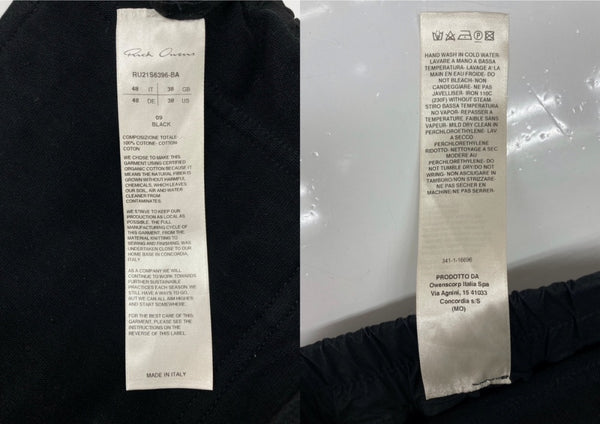 Rick Owens
RU21S6396-BA
48 IT 38 GB
48 DE 38 US
09
BLACK
COMPOSIZIONE TOTALE -
100% COTONE- COTTON
COTON
WE CHOSE TO MAKE THIS
GARMENT USING CERTIFIED
ORGANIC COTTON BECAUSE IT
MEANS THE NATURAL FIBER IS
GROWN WITHOUT HARMFUL
CHEMICALS, WHICH LEAVES
OUR SOIL, AIR AND WATER
CLEANER FROM
CONTAMINATES.
WE STRIVE TO KEEP OUR
PRODUCTION AS LOCAL AS
POSSIBLE. THE FULL
MANUFACTURING CYCLE OF
THIS GARMENT, FROM THE
MATERIAL KNITTING TO
SEWING AND FINISHING, WAS
UNDERTAKEN CLOSE TO OUR
HOME BASE IN CONCORDIA,
ITALY.
AS A COMPANY WE WILL
CONTINUE TO WORK TOWARDS
FURTHER SUSTAINABLE
PRACTICES EACH SEASON. WE
STILL HAVE A WAYS TO GO,
BUT WE CAN ALL AIM HIGHER
AND START SOMEWHERE.
FOR THE BEST CARE OF THIS
GARMENT, PLEASE SEE THE
INSTRUCTIONS ON THE
REVERSE OF THIS LABEL.
MADE IN ITALY
HAND WASH IN COLD WATER-
LAVARE A MANO A BASSA
TEMPERATURA- LAVAGE A LA
MAIN EN EAU FROIDE- DO
NOT BLEACH- NON
CANDEGGIARE- NE PAS
JAVELLISER- IRON 110C
(230F) WITHOUT STEAM
STIRO BASSA TEMPERATURA
NO VAPOR- REPASSER A
TEMPERATURE FAIBLE SANS
VAPEUR- MILD DRY CLEAN IN
PERCHLOROETHYLENE- LAV
A SECCO
PERCHLOROETHYLENE
RIDOTTO- NETTOYAGE A SEC
MODERE AU
PERCHLOROETHYLENE- DO
NOT TUMBLE DRY/DO NOT
WRING- NON ASCIUGARE IN
TAMBURO/NON STRIZZARE-
NE PAS SÉCHER EN
MACHINE/NE PAS SERRER-
341-1-16696
PRODOTTO DA
Owenscorp Italia Spa
Via Agnini, 15 41033
Concordia s/S
(MO)